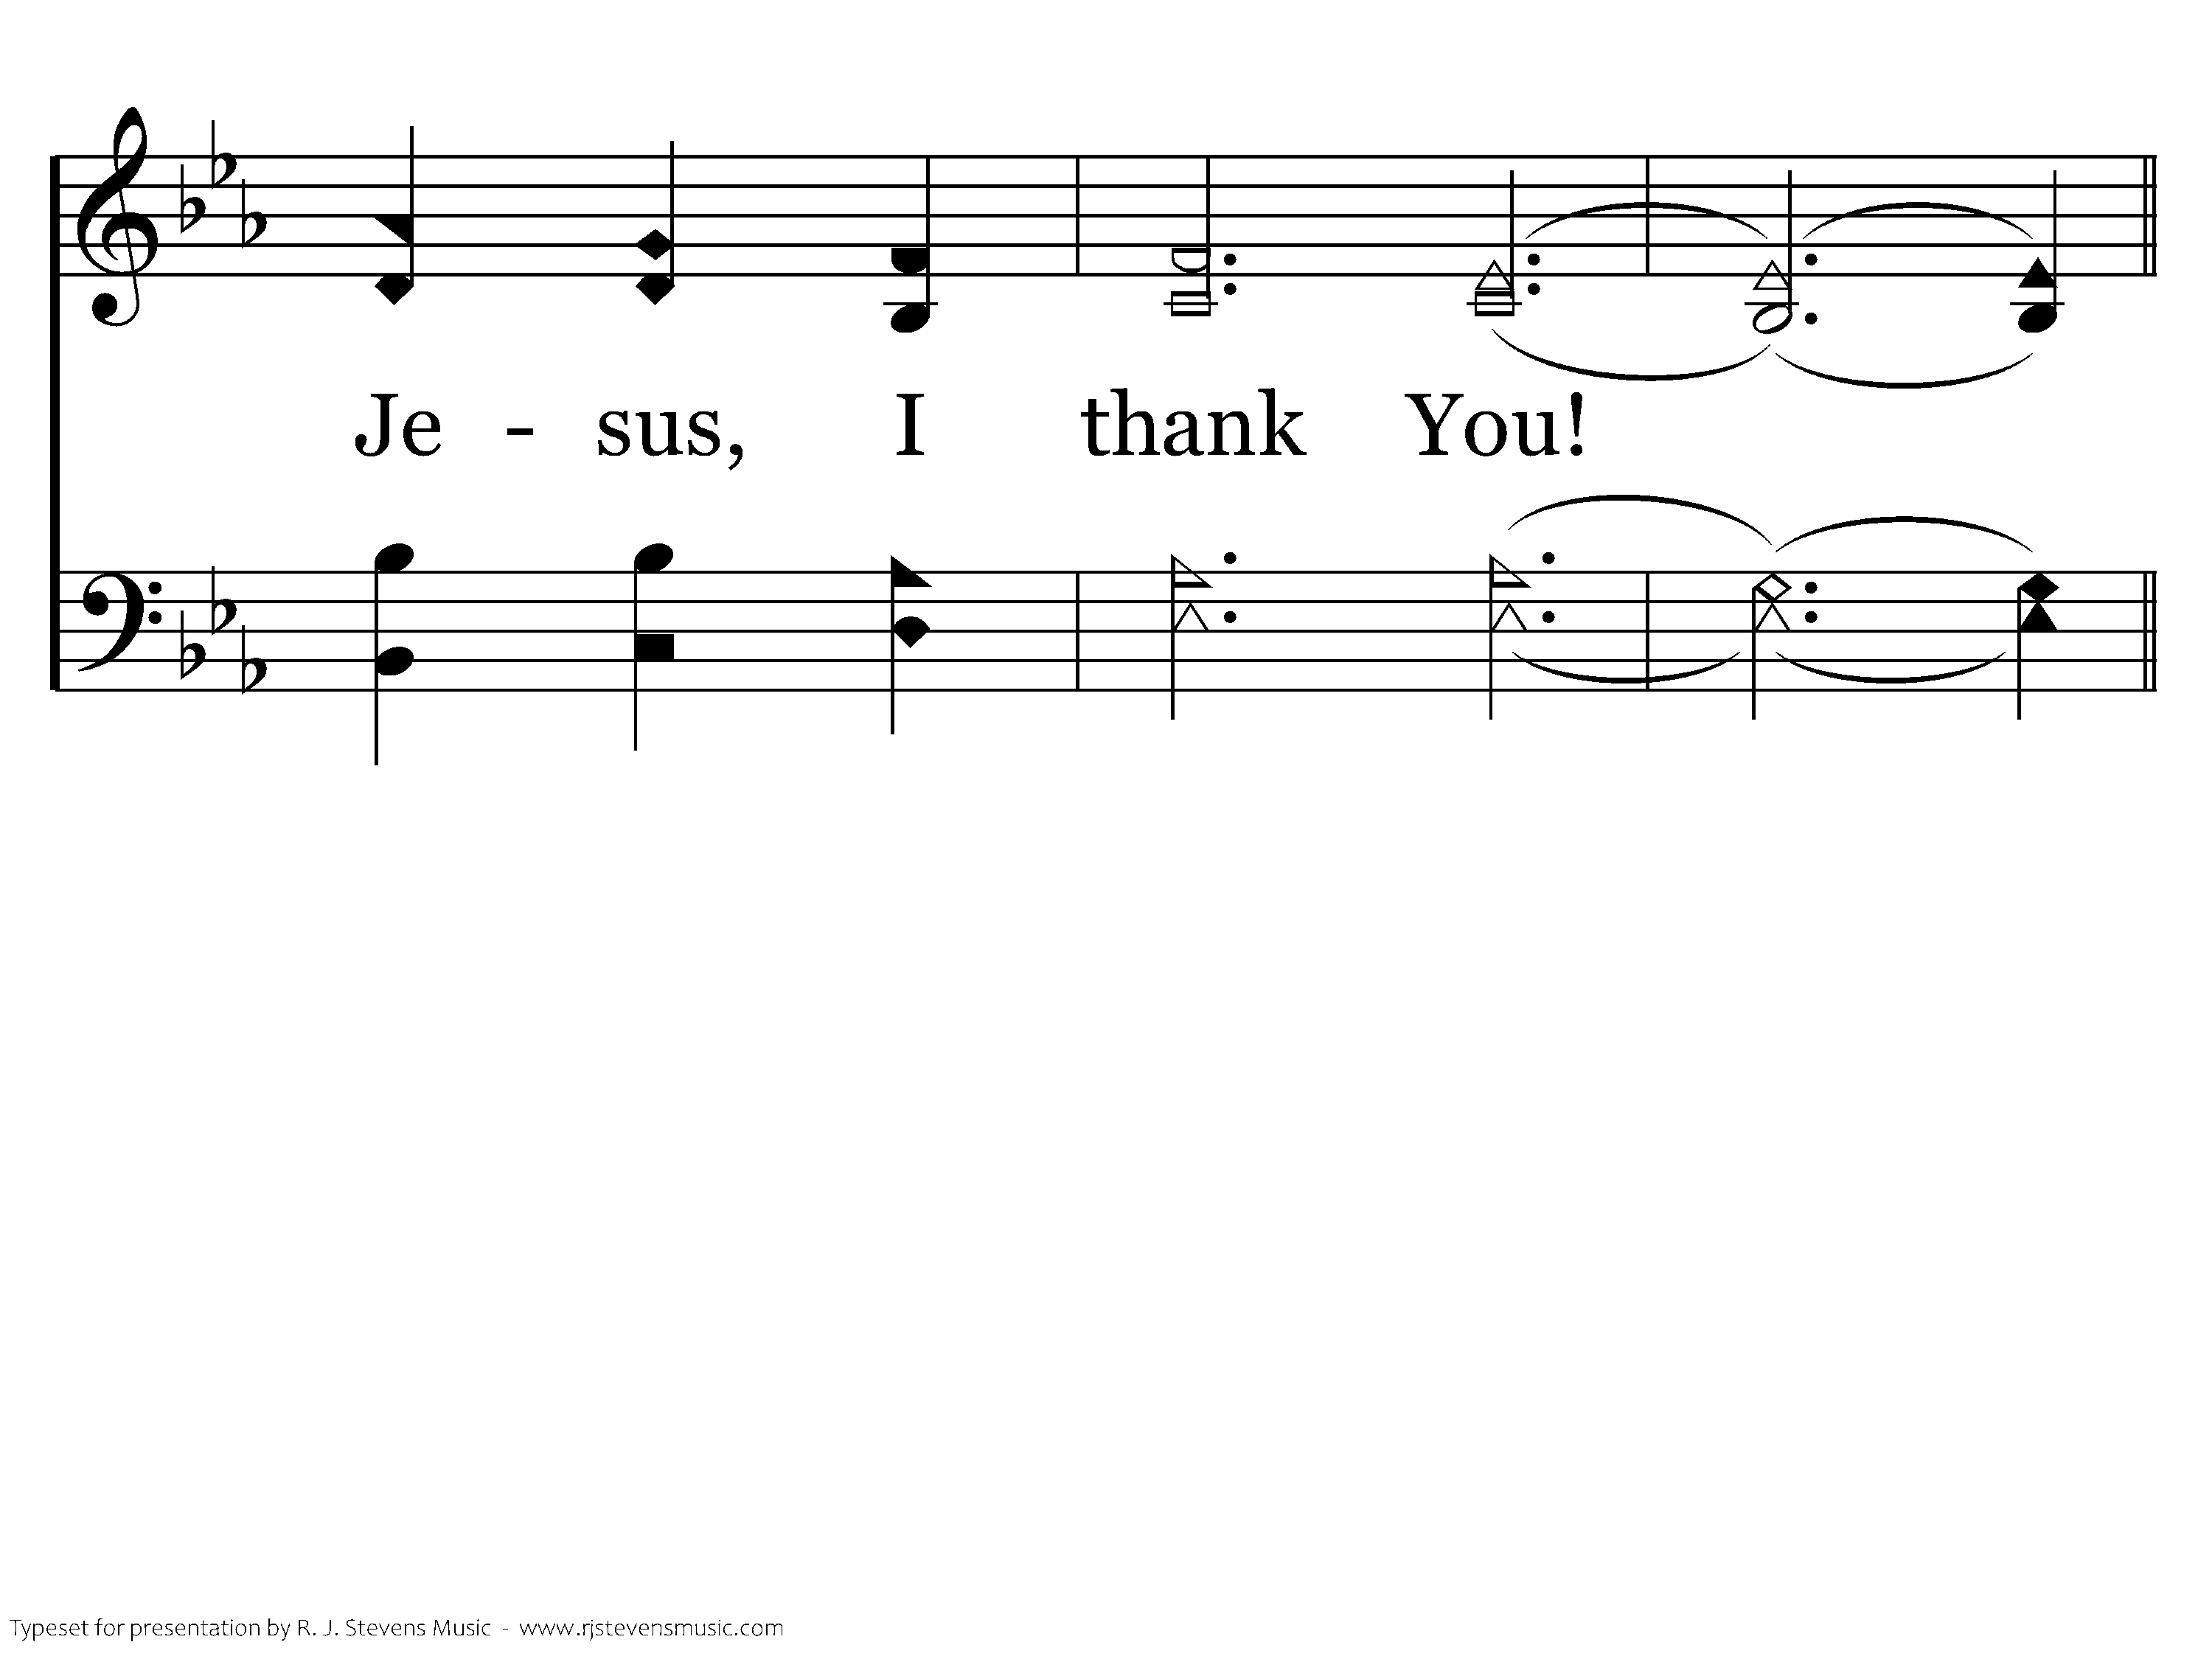 Je - sus, I thank You!
Typeset for presentation by R. J. Stevens Music - www.rjstevensmusic.com